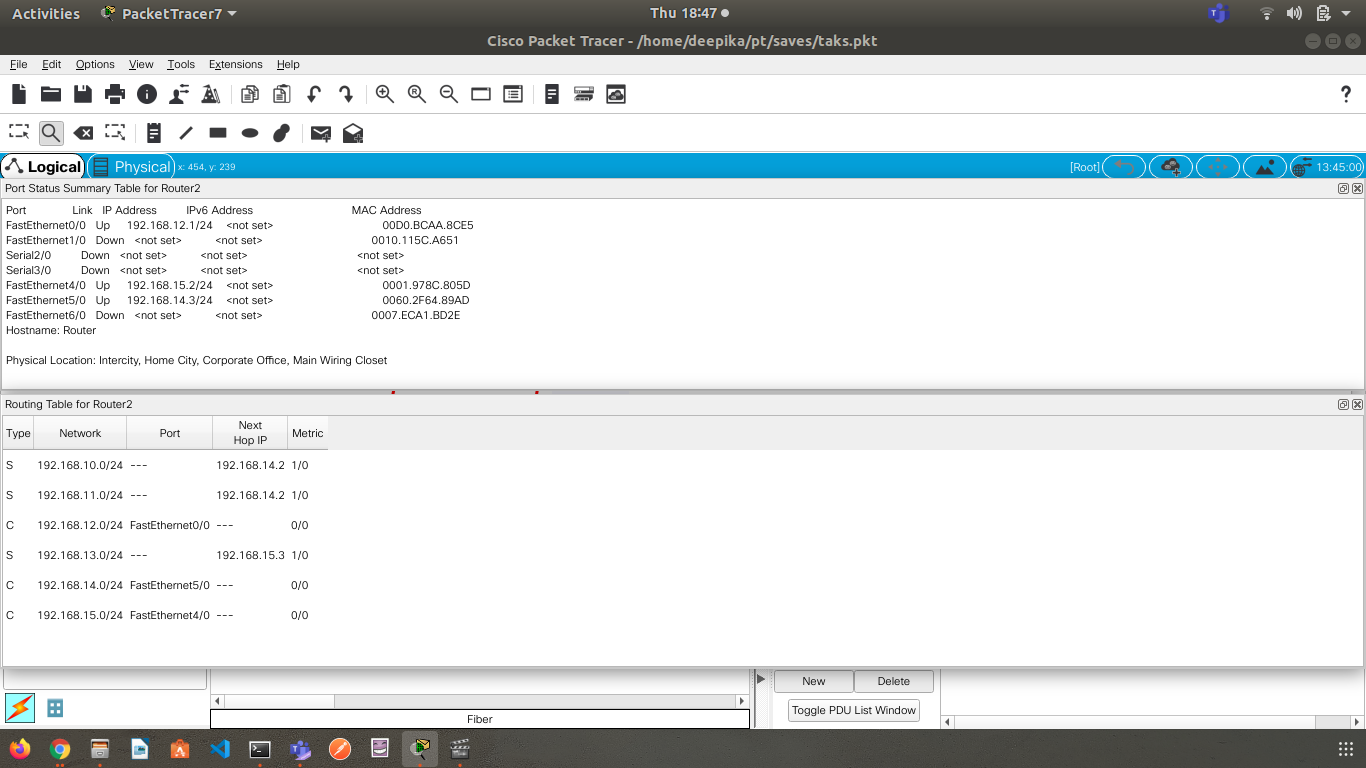 Activities PacketTracer7 Thu 18:47
Cisco Packet Tracer - /home/deepika/pt/saves/taks.pkt
File Edit Options View Tools Extensions Help
Logical Physical x: 454, y: 239 [Root] 13:45:00
Port Status Summary Table for Router2
Port Link IP Address IPv6 Address MAC Address
FastEthernet0/0 Up 192.168.12.1/24 <not set> 00D0.BCAA.8CE5
FastEthernet1/0 Down <not set> <not set> 0010.115C.A651
Serial2/0 Down <not set> <not set> <not set>
Serial3/0 Down <not set> <not set> <not set>
FastEthernet4/0 Up 192.168.15.2/24 <not set> 0001.978C.805D
FastEthernet5/0 Up 192.168.14.3/24 <not set> 0060.2F64.89AD
FastEthernet6/0 Down <not set> <not set> 0007.ECA1.BD2E
Hostname: Router
Physical Location: Intercity, Home City, Corporate Office, Main Wiring Closet
Routing Table for Router2
Type Network Port Next Hop IP Metric
S 192.168.10.0/24 --- 192.168.14.2 1/0
S 192.168.11.0/24 --- 192.168.14.2 1/0
C 192.168.12.0/24 FastEthernet0/0 --- 0/0
S 192.168.13.0/24 --- 192.168.15.3 1/0
C 192.168.14.0/24 FastEthernet5/0 --- 0/0
C 192.168.15.0/24 FastEthernet4/0 --- 0/0
New Delete
Toggle PDU List Window
Fiber